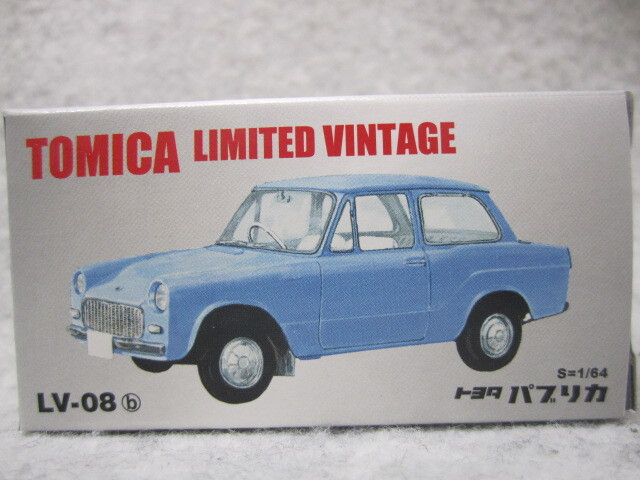 TOMICA LIMITED VINTAGE
S=1/64
LV-08 ⓑ トヨタ パブリカ